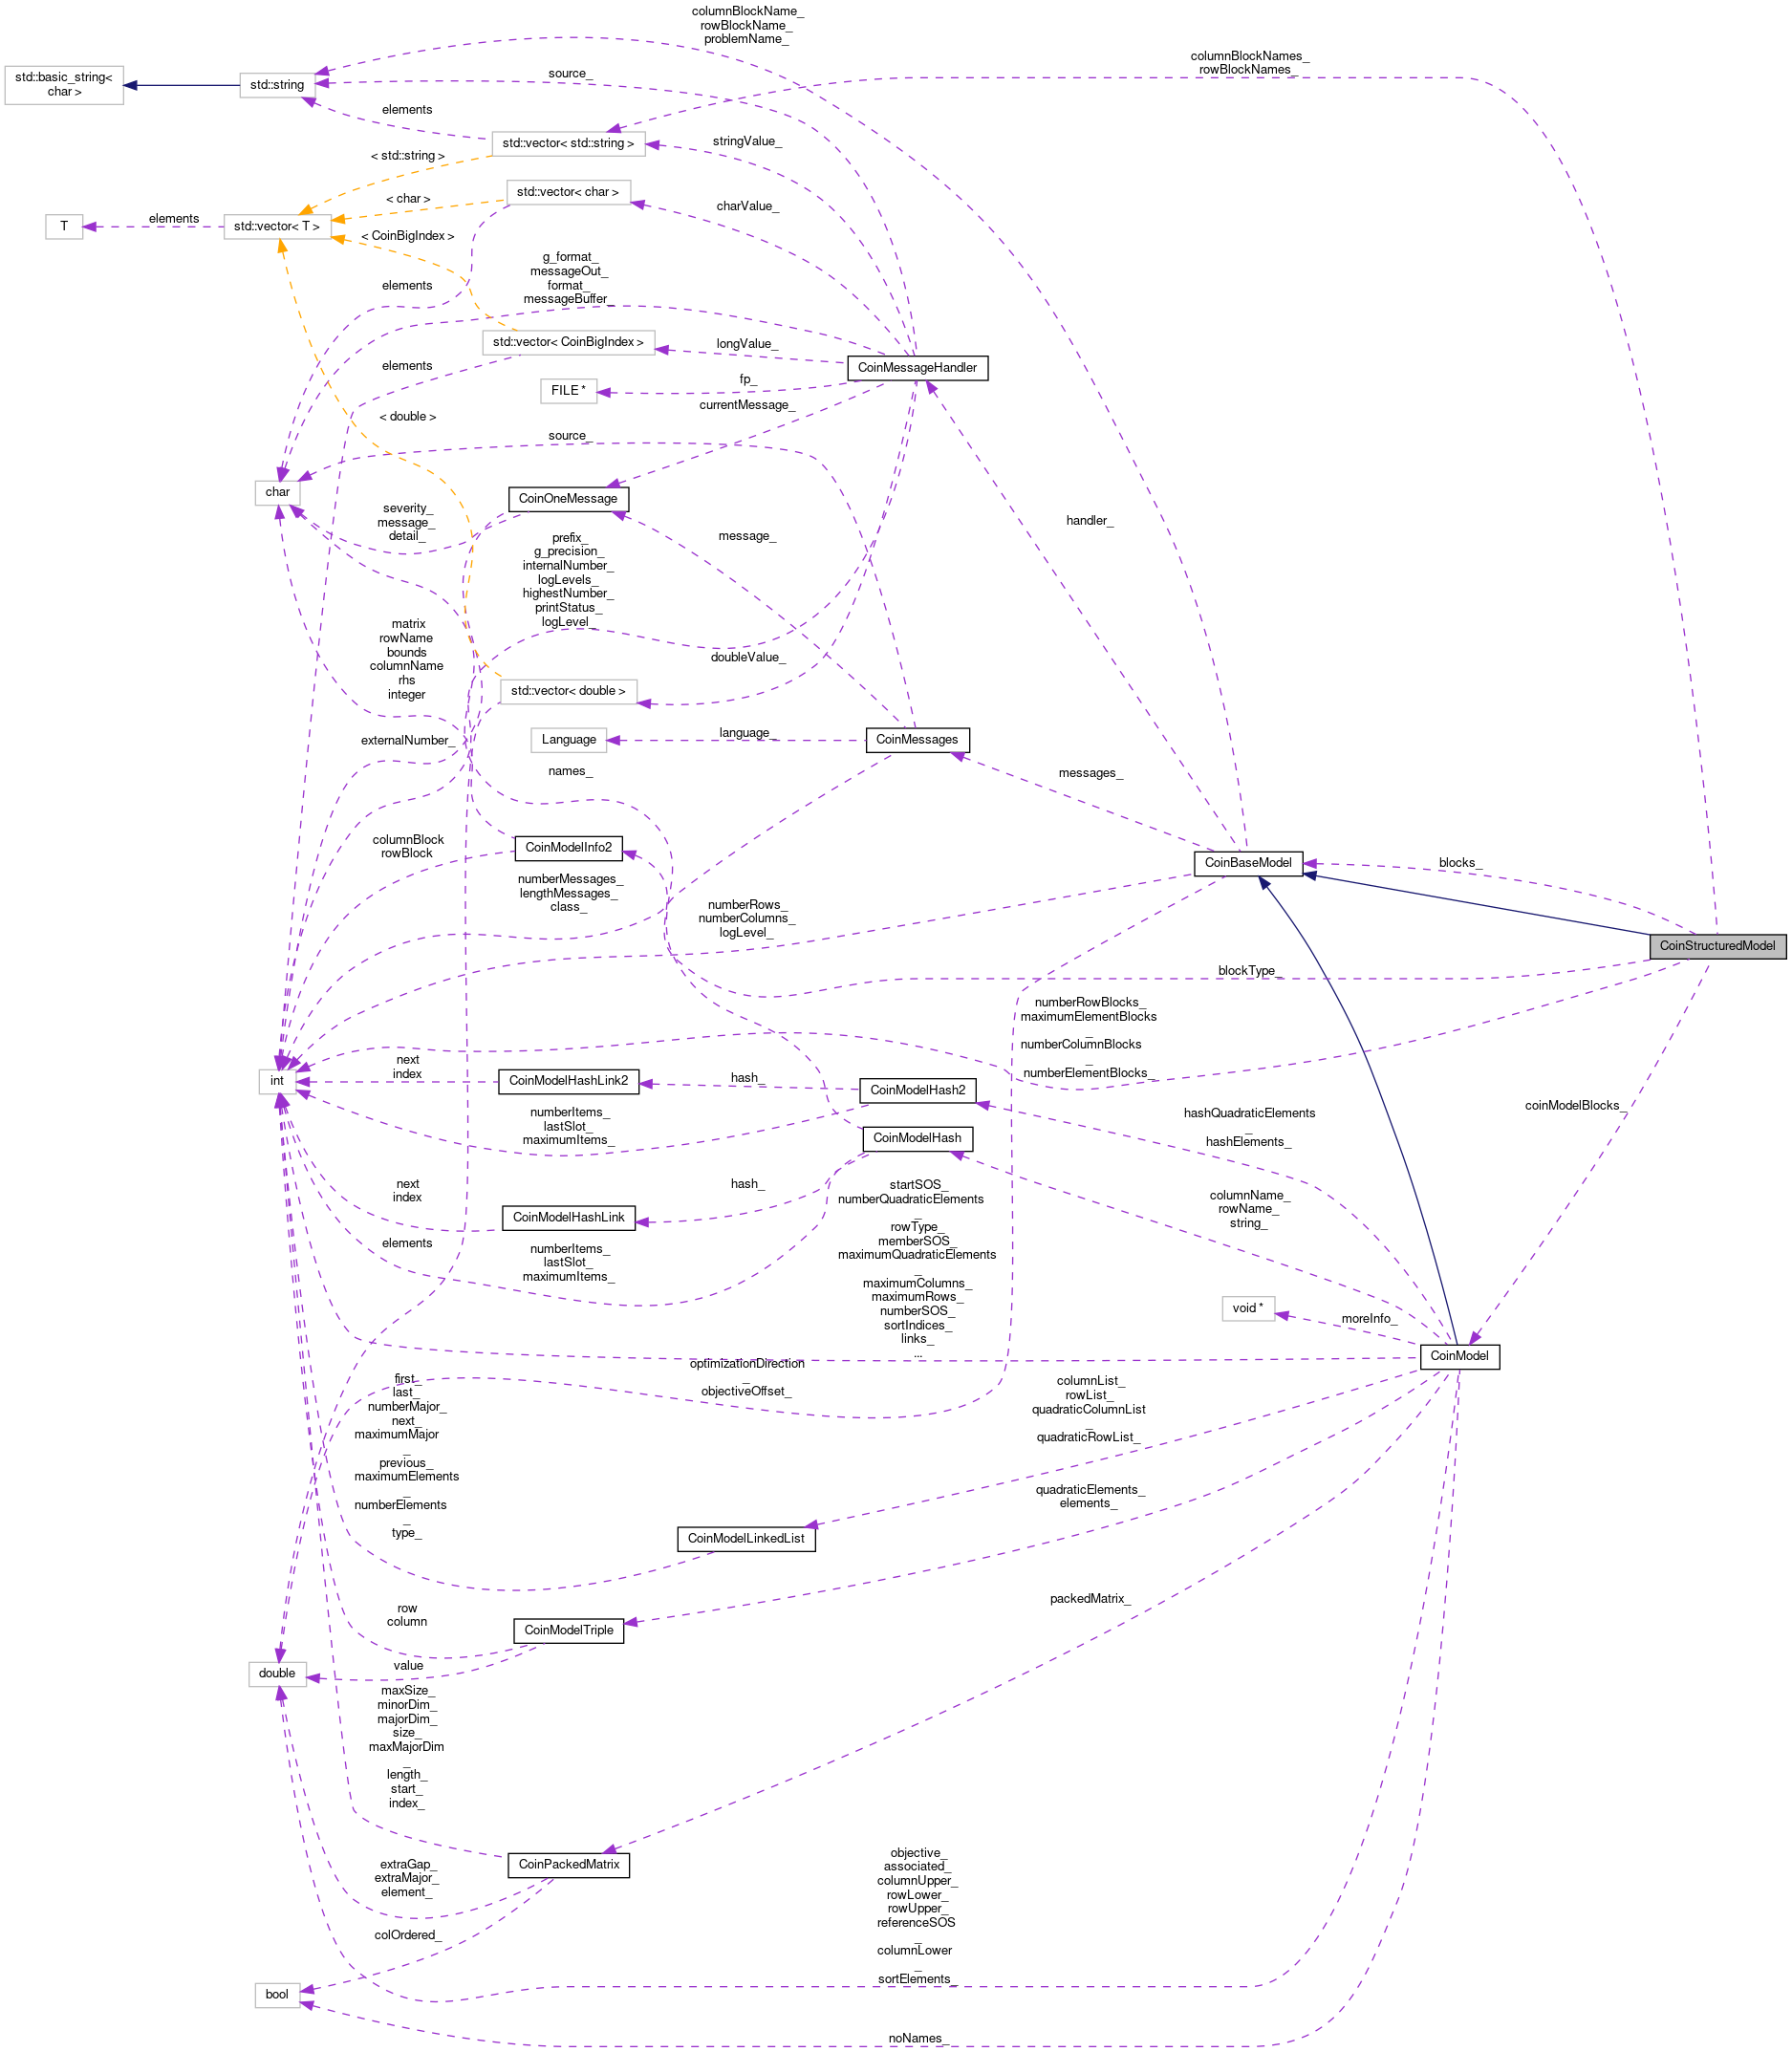 columnBlockName_
rowBlockName_
problemName_
columnBlockNames_
rowBlockNames_
std::basic_string<
char >
std::string
source_
elements
std::vector< std::string >
stringValue_
< std::string >
std::vector< char >
charValue_
< char >
T
elements
std::vector< T >
< CoinBigIndex >
g_format_
messageOut_
format_
messageBuffer_
elements
std::vector< CoinBigIndex >
longValue_
CoinMessageHandler
elements
FILE *
fp_
currentMessage_
< double >
source_
char
CoinOneMessage
handler_
severity_
message_
detail_
message_
prefix_
g_precision_
internalNumber_
logLevels_
highestNumber_
printStatus_
logLevel_
matrix
rowName
bounds
columnName
rhs
integer
doubleValue_
std::vector< double >
externalNumber_
Language
language_
CoinMessages
names_
messages_
columnBlock
rowBlock
CoinModelInfo2
CoinBaseModel
blocks_
numberMessages_
lengthMessages_
class_
numberRows_
numberColumns_
logLevel_
CoinStructuredModel
blockType_
numberRowBlocks_
maximumElementBlocks
_
numberColumnBlocks
_
numberElementBlocks_
next
index
int
CoinModelHashLink2
hash_
CoinModelHash2
coinModelBlocks_
numberItems_
lastSlot_
maximumItems_
CoinModelHash
hashQuadraticElements
_
hashElements_
next
index
CoinModelHashLink
hash_
startSOS_
numberQuadraticElements
_
rowType_
memberSOS_
maximumQuadraticElements
_
maximumColumns_
maximumRows_
numberSOS_
sortIndices_
links_
...
columnName_
rowName_
string_
elements
numberItems_
lastSlot_
maximumItems_
void *
moreInfo_
CoinModel
optimizationDirection
_
objectiveOffset_
first_
last_
numberMajor_
next_
maximumMajor
_
previous_
maximumElements
_
numberElements
_
type_
columnList_
rowList_
quadraticColumnList
_
quadraticRowList_
quadraticElements_
elements_
CoinModelLinkedList
row
column
CoinModelTriple
packedMatrix_
double
value
maxSize_
minorDim_
majorDim_
size_
maxMajorDim
_
length_
start_
index_
CoinPackedMatrix
extraGap_
extraMajor_
element_
objective_
associated_
columnUpper_
rowLower_
rowUpper_
referenceSOS
_
columnLower
_
sortElements_
colOrdered_
bool
noNames_